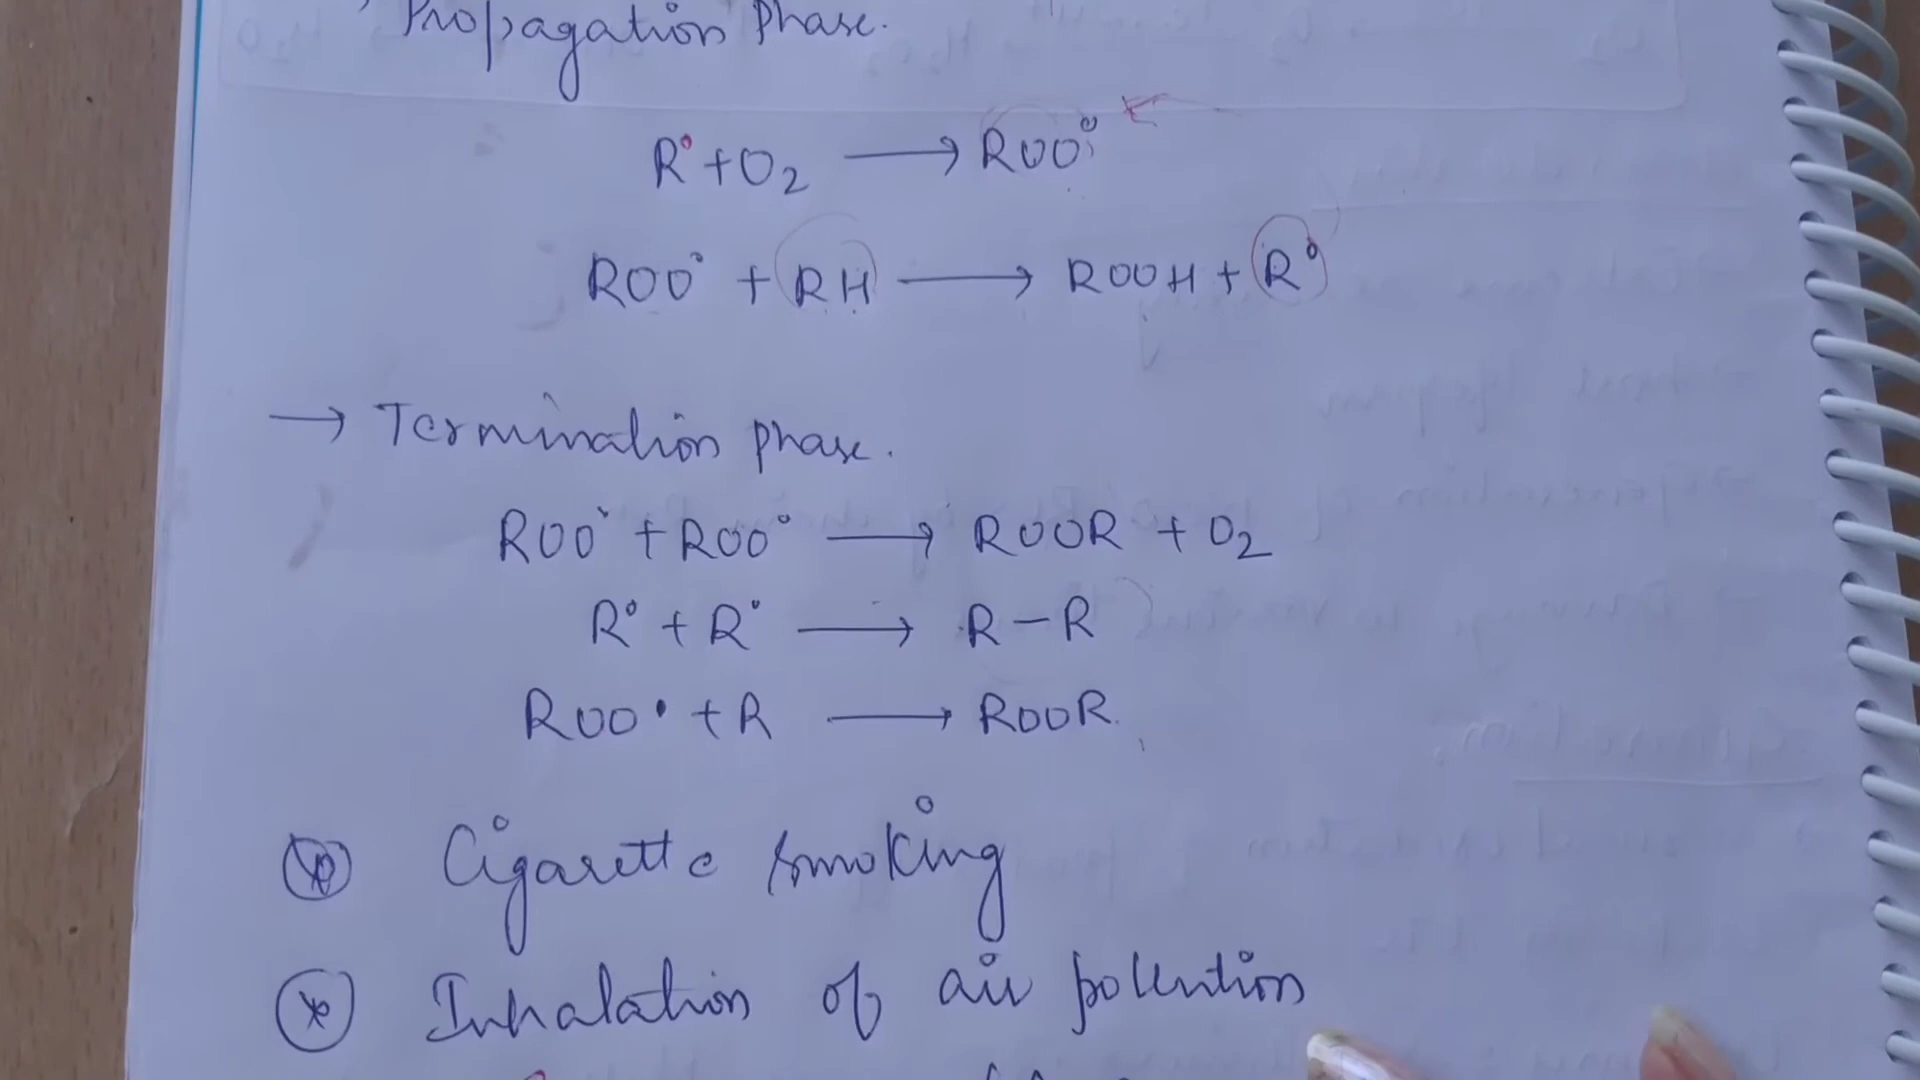 Propagation Phase.
R° + O₂ → ROO°
ROO° + RH → ROOH + R°
→ Termination phase.
ROO° + ROO° → ROOR + O₂
R° + R° → R – R
ROO• + R → ROOR.
Cigarette smoking
Inhalation of air pollution